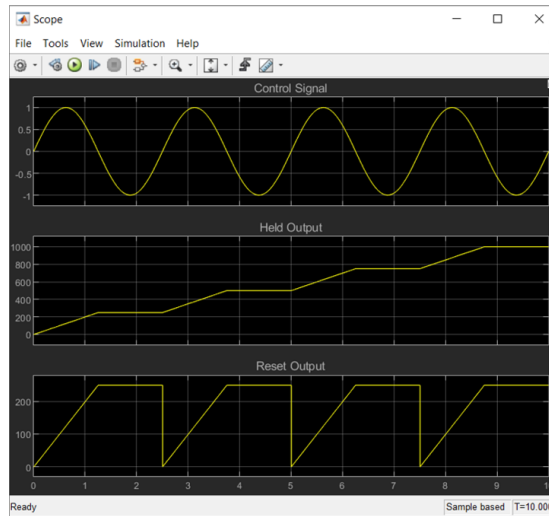 Scope
File Tools View Simulation Help
Control Signal
1
0.5
0
-0.5
-1
Held Output
1000
800
600
400
200
0
Reset Output
200
100
0
0 1 2 3 4 5 6 7 8 9
Ready Sample based